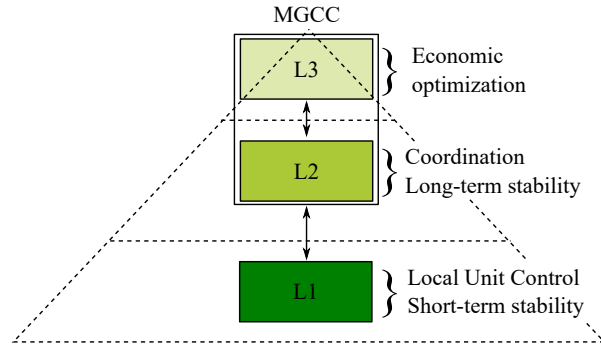 MGCC
L3
Economic
optimization
L2
Coordination
Long-term stability
L1
Local Unit Control
Short-term stability